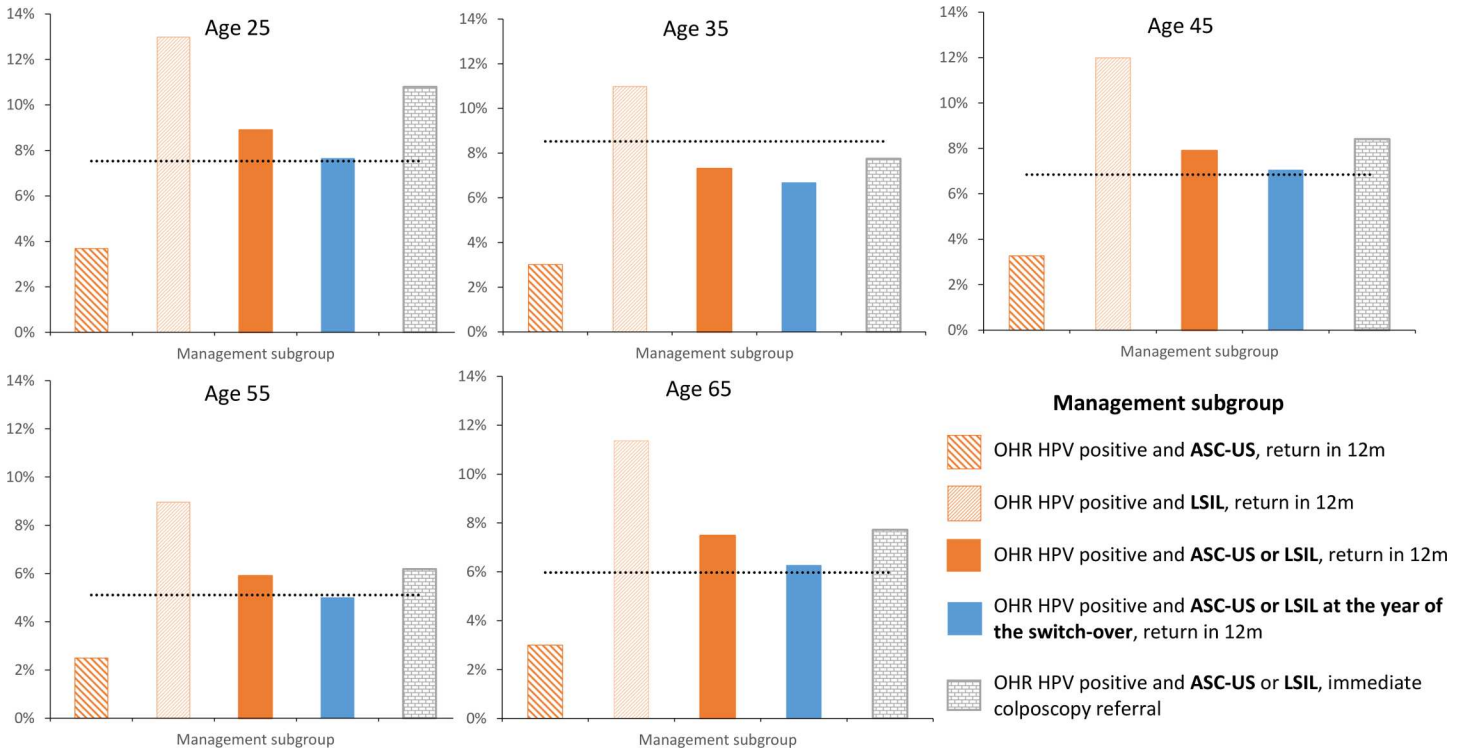 Age 25
14%
12%
10%
8%
6%
4%
2%
0%
Management subgroup
Age 35
14%
12%
10%
8%
6%
4%
2%
0%
Management subgroup
Age 45
14%
12%
10%
8%
6%
4%
2%
0%
Management subgroup
Age 55
14%
12%
10%
8%
6%
4%
2%
0%
Management subgroup
Age 65
14%
12%
10%
8%
6%
4%
2%
0%
Management subgroup
Management subgroup
OHR HPV positive and ASC-US, return in 12m
OHR HPV positive and LSIL, return in 12m
OHR HPV positive and ASC-US or LSIL, return in 12m
OHR HPV positive and ASC-US or LSIL at the year of
the switch-over, return in 12m
OHR HPV positive and ASC-US or LSIL, immediate
colposcopy referral